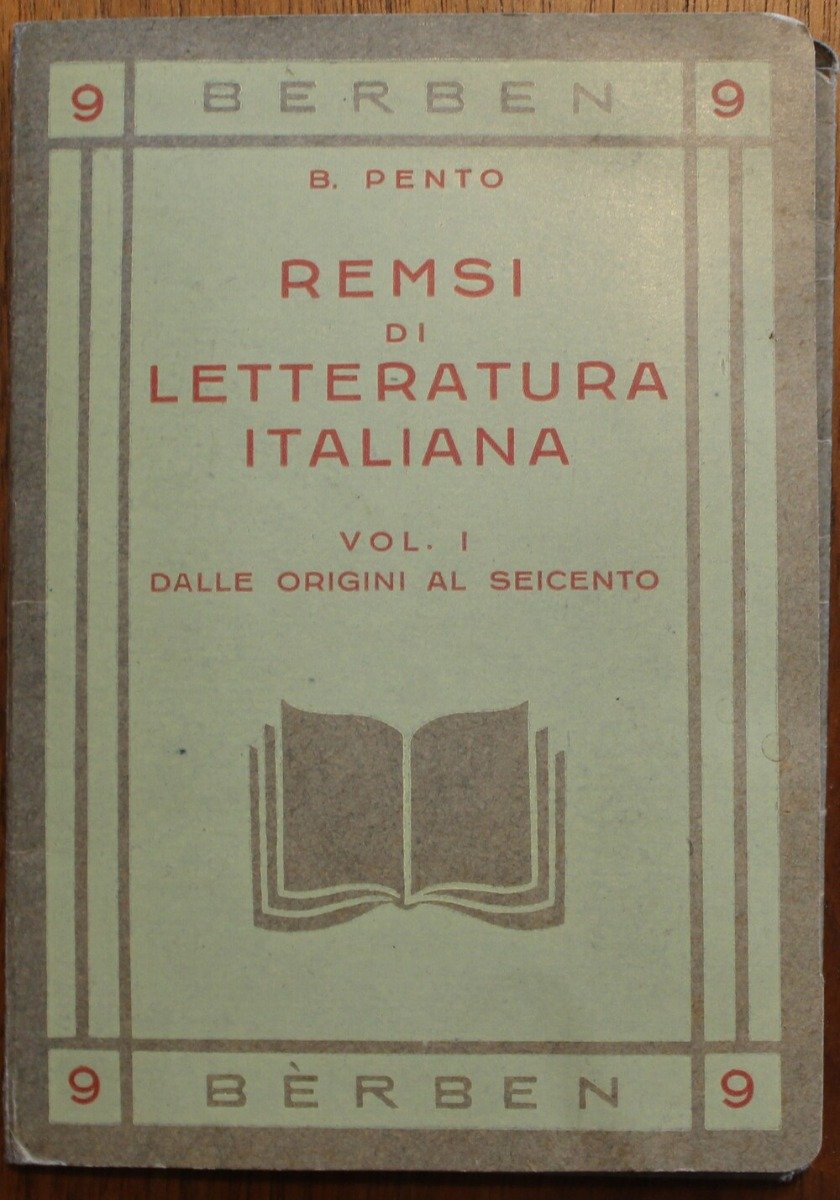 9 BÈRBEN 9
B. PENTO
REMSI
DI
LETTERATURA
ITALIANA
VOL. I
DALLE ORIGINI AL SEICENTO
9 BÈRBEN 9